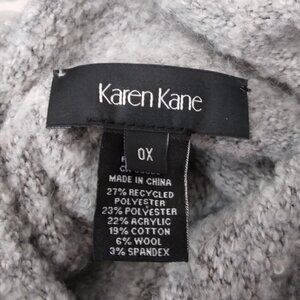 Karen Kane
0X
MADE IN CHINA
27% RECYCLED
POLYESTER
23% POLYESTER
22% ACRYLIC
19% COTTON
6% WOOL
3% SPANDEX